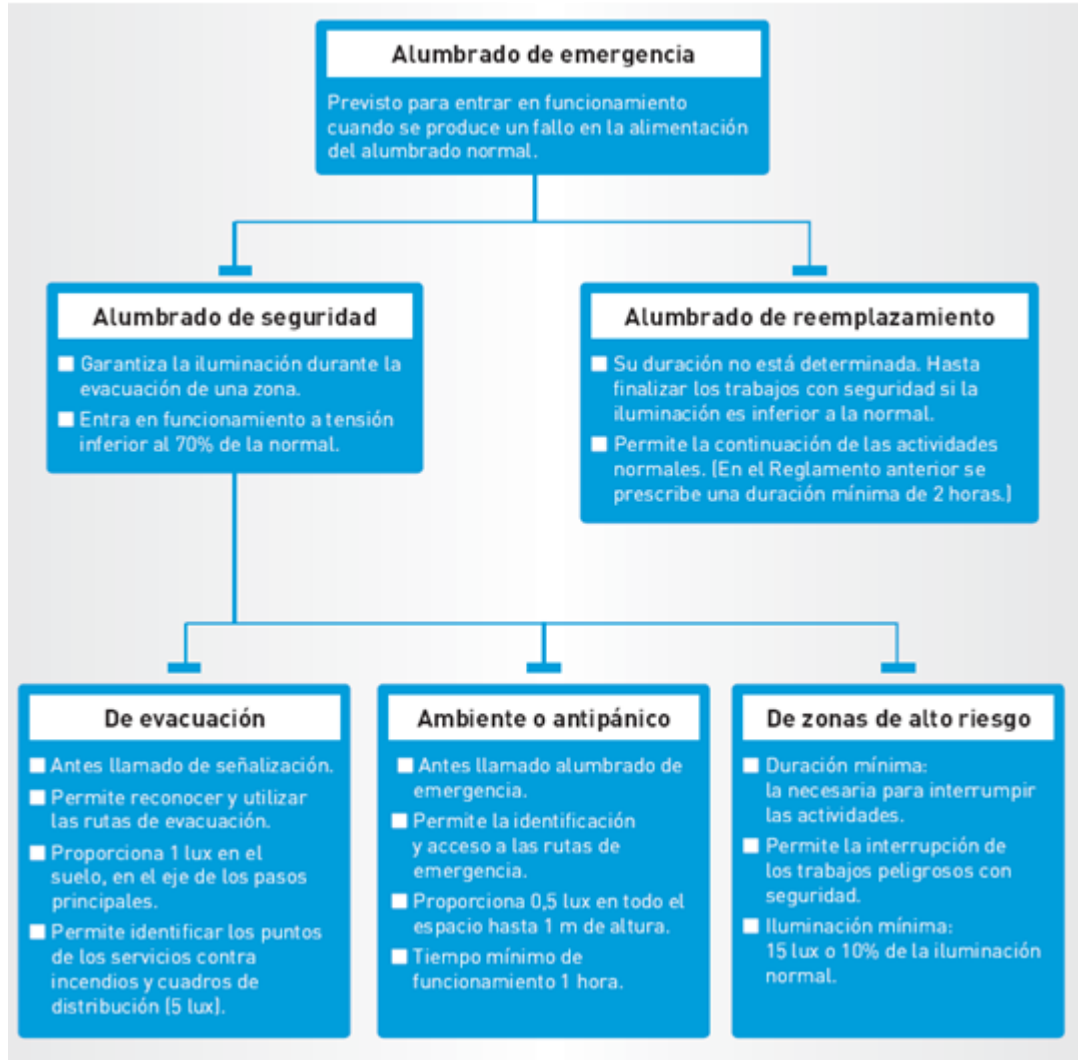 Alumbrado de emergencia
Previsto para entrar en funcionamiento
cuando se produce un fallo en la alimentación
del alumbrado normal.
Alumbrado de seguridad
Garantiza la iluminación durante la
evacuación de una zona.
Entra en funcionamiento a tensión
inferior al 70% de la normal.
Alumbrado de reemplazamiento
Su duración no está determinada. Hasta
finalizar los trabajos con seguridad si la
iluminación es inferior a la normal.
Permite la continuación de las actividades
normales. (En el Reglamento anterior se
prescribe una duración mínima de 2 horas.)
De evacuación
Antes llamado de señalización.
Permite reconocer y utilizar
las rutas de evacuación.
Proporciona 1 lux en el
suelo, en el eje de los pasos
principales.
Permite identificar los puntos
de los servicios contra
incendios y cuadros de
distribución (5 lux).
Ambiente o antipánico
Antes llamado alumbrado de
emergencia.
Permite la identificación
y acceso a las rutas de
emergencia.
Proporciona 0,5 lux en todo el
espacio hasta 1 m de altura.
Tiempo mínimo de
funcionamiento 1 hora.
De zonas de alto riesgo
Duración mínima:
la necesaria para interrumpir
las actividades.
Permite la interrupción de
los trabajos peligrosos con
seguridad.
Iluminación mínima:
15 lux o 10% de la iluminación
normal.